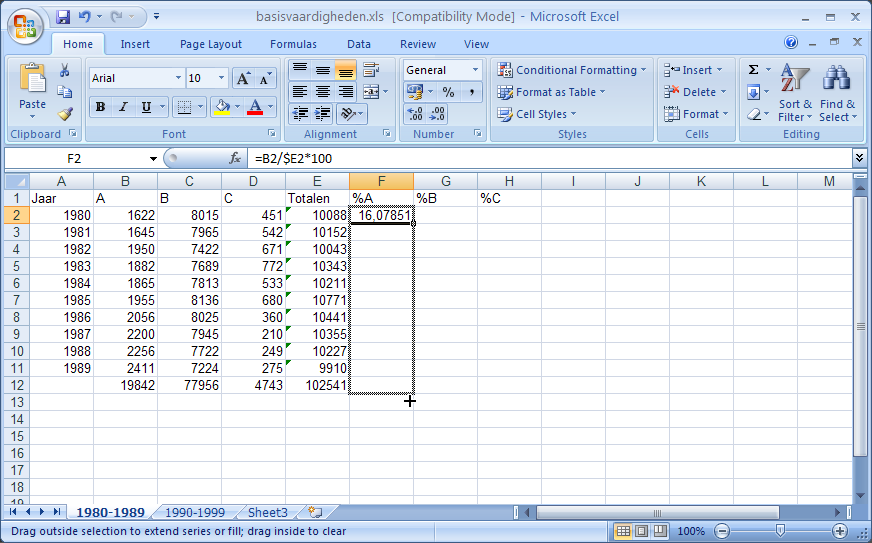 basisvaardigheden.xls [Compatibility Mode] - Microsoft Excel
Home Insert Page Layout Formulas Data Review View
Paste Arial 10 A A General Conditional Formatting Insert Σ Sort & Filter Find & Select
B I U A % , Format as Table Delete
,00 Cell Styles Format
Clipboard Font Alignment Number Styles Cells Editing
F2 fx =B2/$E2*100
A B C D E F G H I J K L M
1 Jaar A B C Totalen %A %B %C
2 1980 1622 8015 451 10088 16,07851
3 1981 1645 7965 542 10152
4 1982 1950 7422 671 10043
5 1983 1882 7689 772 10343
6 1984 1865 7813 533 10211
7 1985 1955 8136 680 10771
8 1986 2056 8025 360 10441
9 1987 2200 7945 210 10355
10 1988 2256 7722 249 10227
11 1989 2411 7224 275 9910
12 19842 77956 4743 102541
13
14
15
16
17
18
19
1980-1989 1990-1999 Sheet3
Drag outside selection to extend series or fill; drag inside to clear 100%